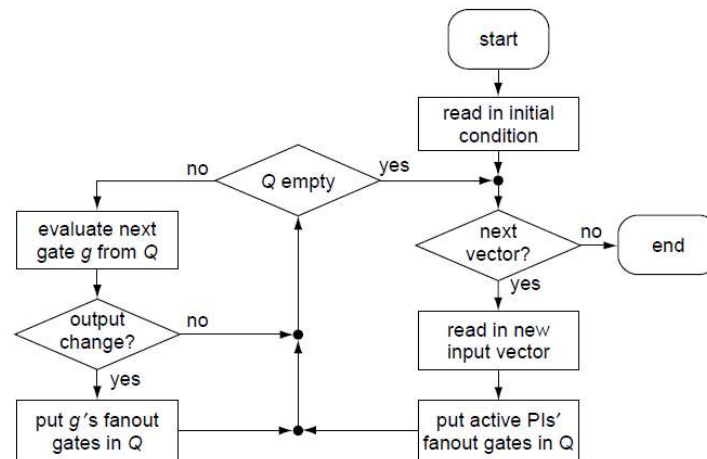 start
read in initial
condition
no
yes
Q empty
evaluate next
gate g from Q
next
vector?
no
end
yes
output
change?
no
read in new
input vector
yes
put g's fanout
gates in Q
put active PIs'
fanout gates in Q